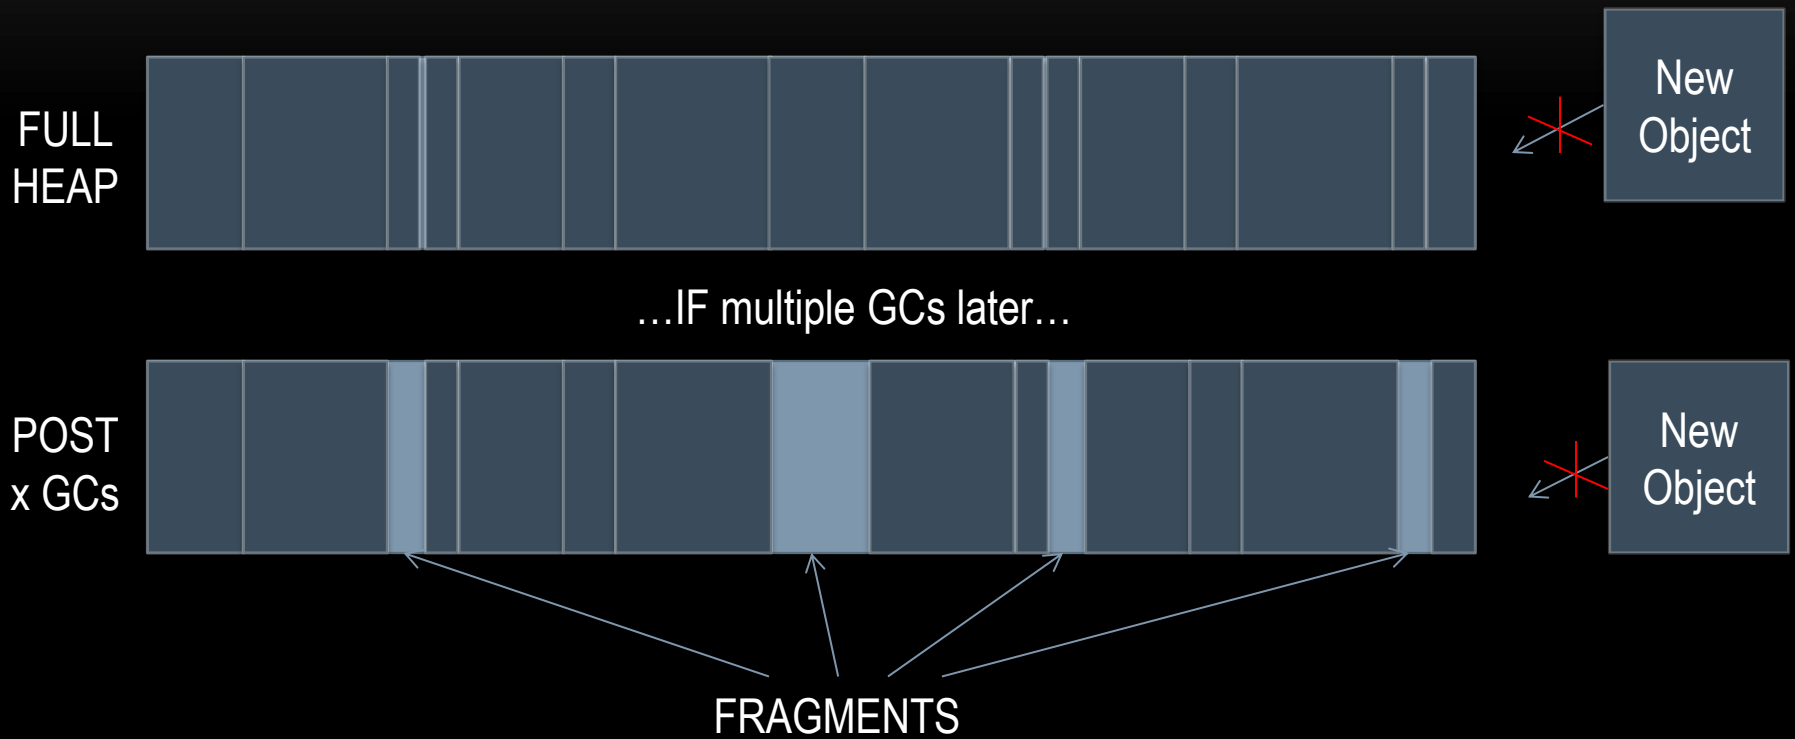 FULL
HEAP
New
Object
…IF multiple GCs later…
POST
x GCs
New
Object
FRAGMENTS